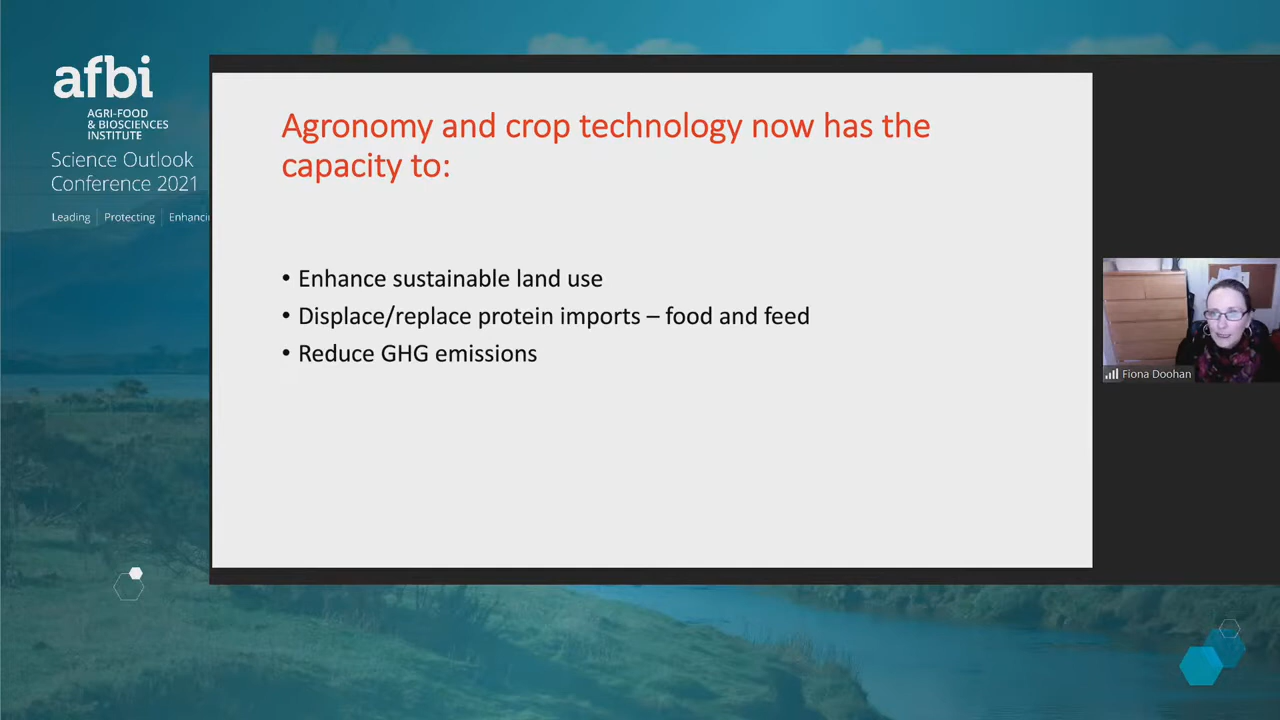 afbi
AGRI-FOOD
& BIOSCIENCES
INSTITUTE
Science Outlook
Conference 2021
Leading | Protecting |
Agronomy and crop technology now has the
capacity to:
• Enhance sustainable land use
• Displace/replace protein imports – food and feed
• Reduce GHG emissions
Fiona Doohan